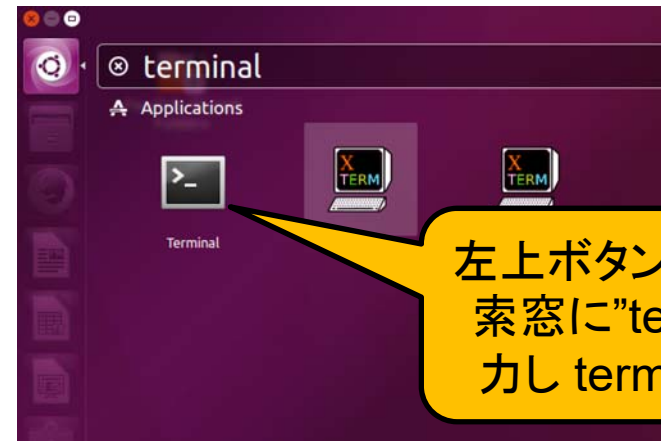 terminal
Applications
>_
X
TERM
X
TERM
Terminal
左上ボタン
索窓に”te
力し term